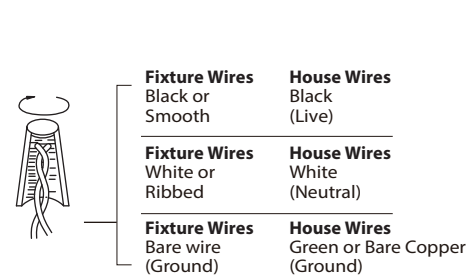 Fixture Wires House Wires
Black or Black
Smooth (Live)
Fixture Wires House Wires
White or White
Ribbed (Neutral)
Fixture Wires House Wires
Bare wire Green or Bare Copper
(Ground) (Ground)